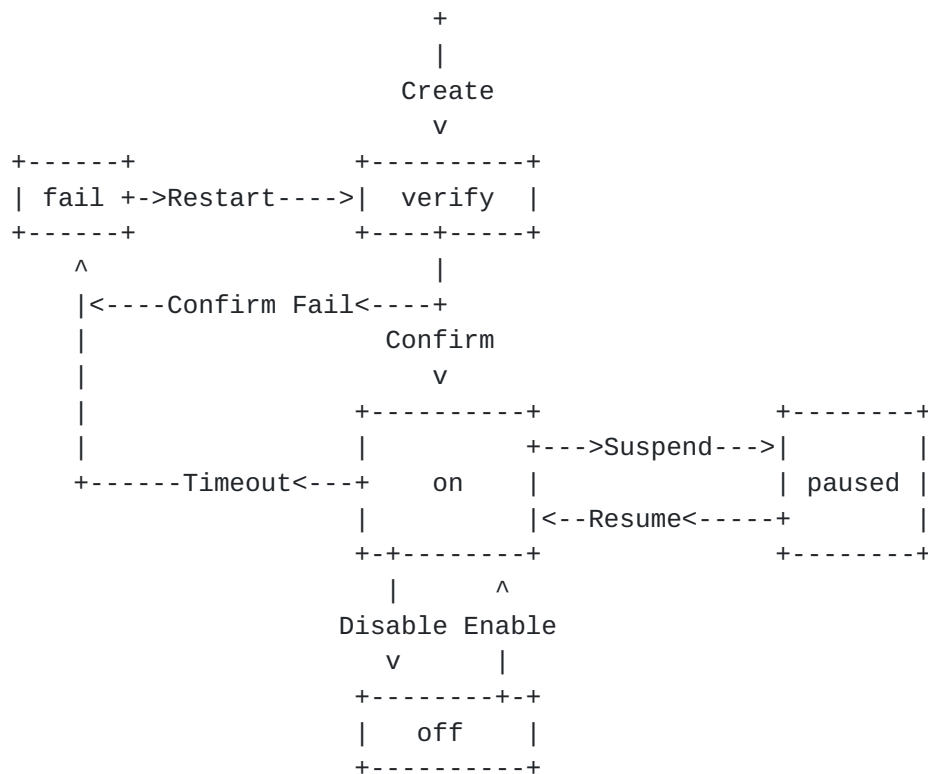 Create
fail Restart verify
Confirm Fail
Confirm
Suspend
Timeout on paused
Resume
Disable Enable
off